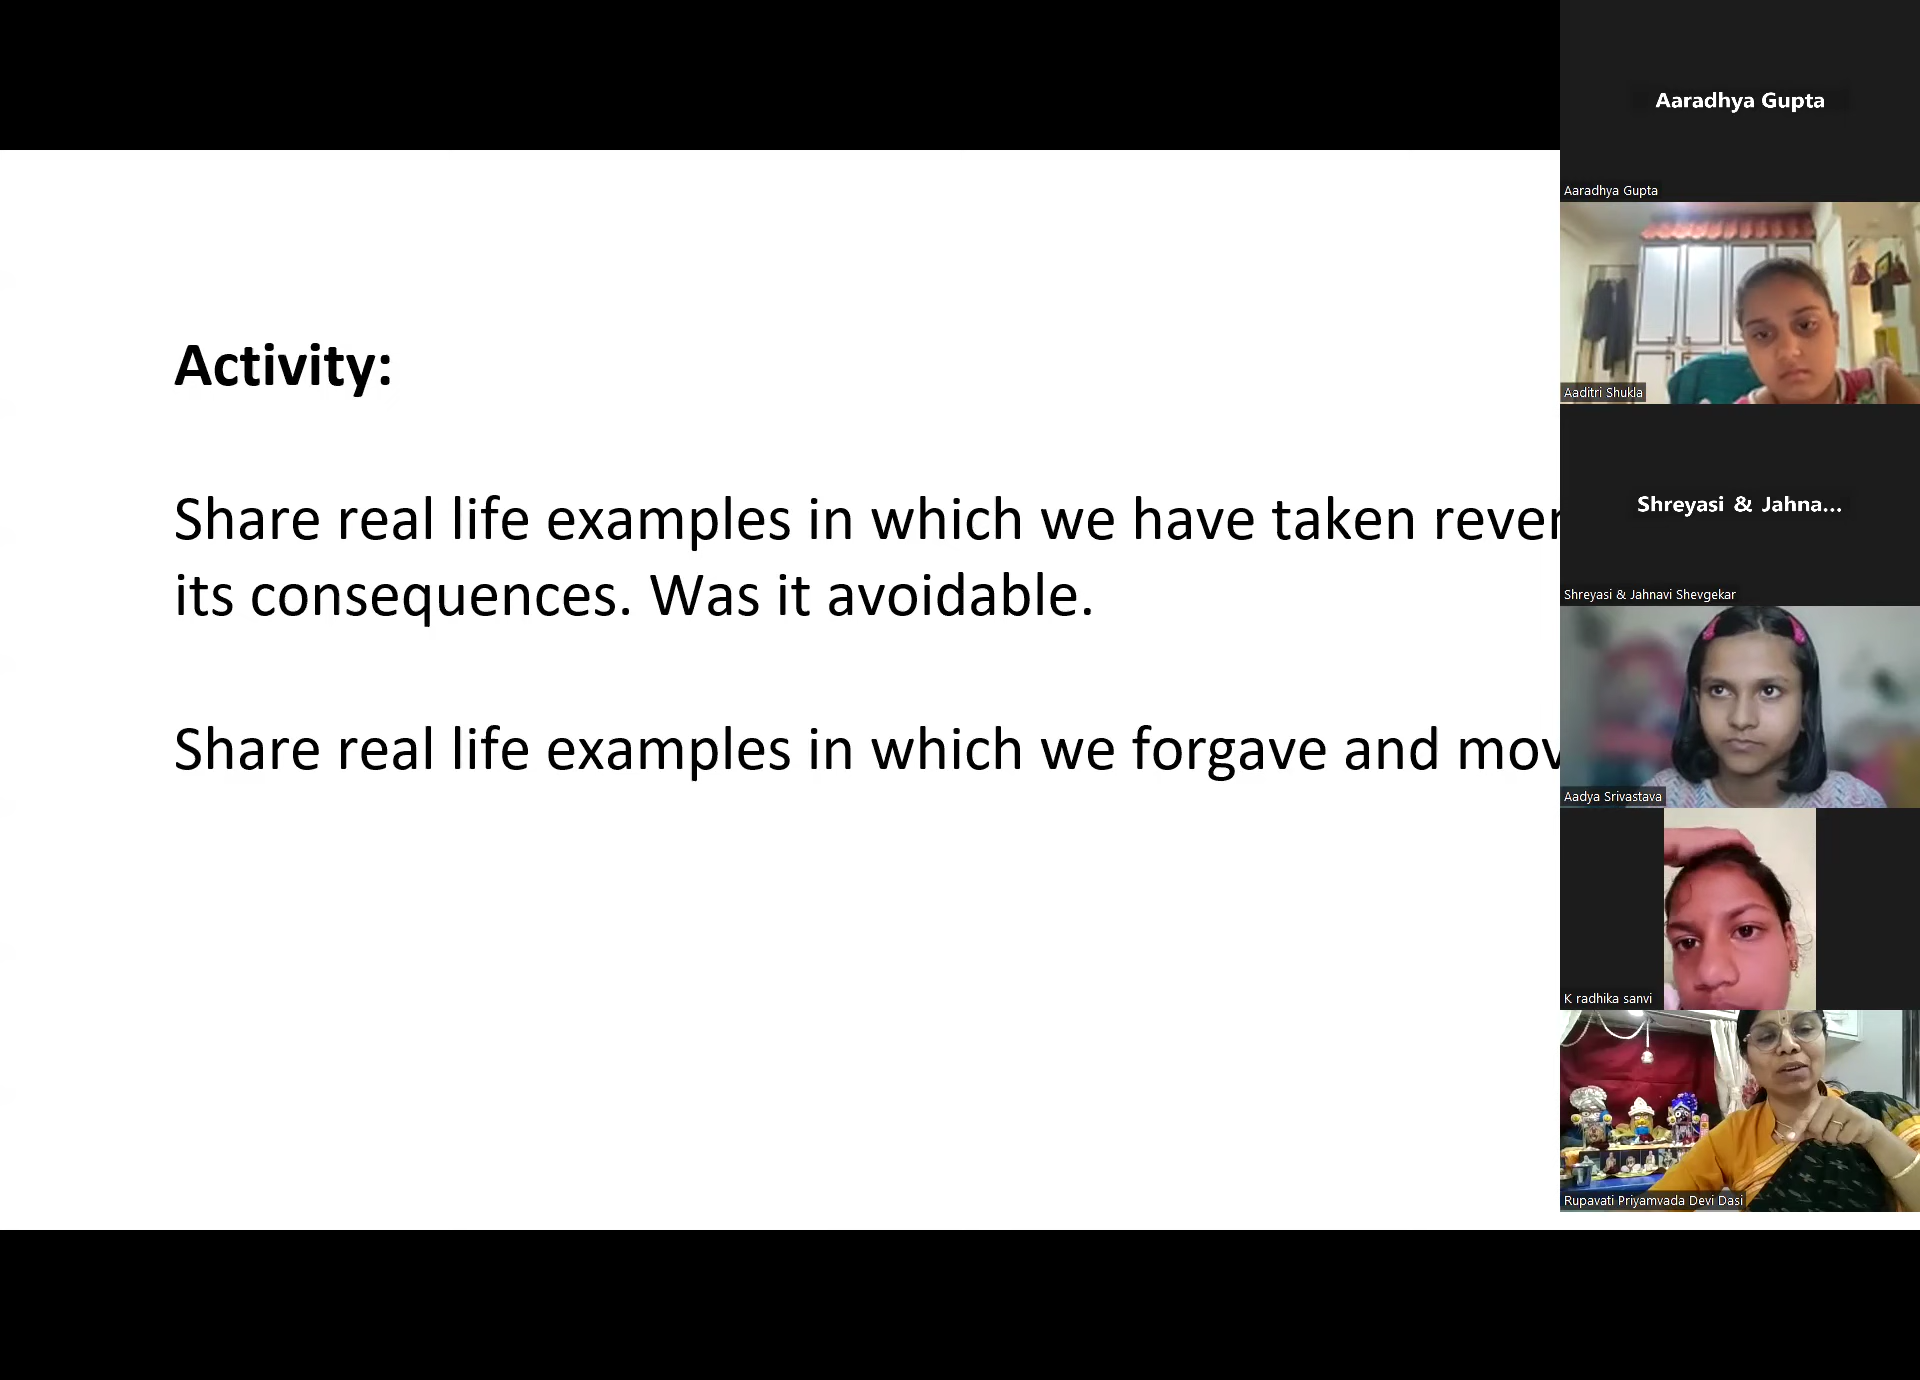 Activity:
Share real life examples in which we have taken
its consequences. Was it avoidable.
Share real life examples in which we forgave and
Aaradhya Gupta
Aaradhya Gupta
Aaditri Shukla
Shreyasi & Jahna...
Shreyasi & Jahnavi Shevgekar
Aadya Srivastava
K radhika sanvi
Rupavati Priyamvada Devi Dasi